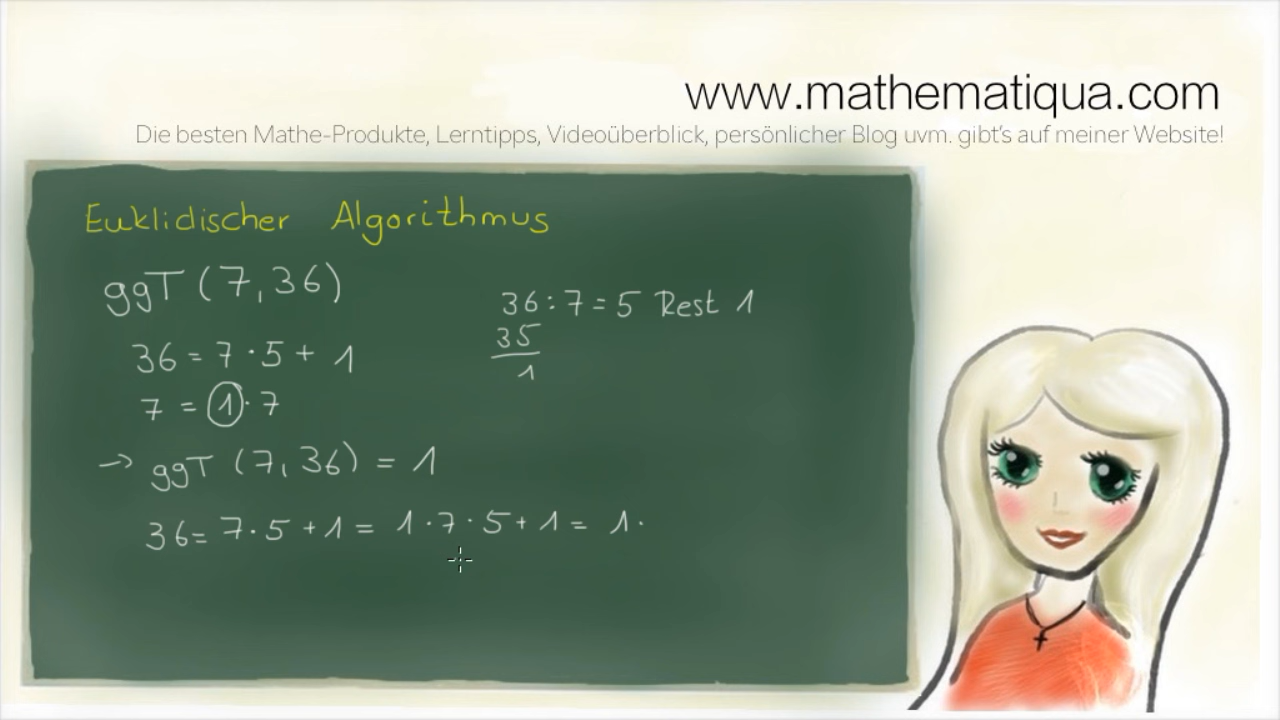 www.mathematiqua.com
Die besten Mathe-Produkte, Lerntipps, Videoüberblick, persönlicher Blog uvm. gibt's auf meiner Website!
Euklidischer Algorithmus
ggT (7,36)
36 = 7 · 5 + 1
7 = 1 · 7
→ ggT (7,36) = 1
36 = 7 · 5 + 1 = 1 · 7 · 5 + 1 = 1 ·
36 : 7 = 5 Rest 1
35
1